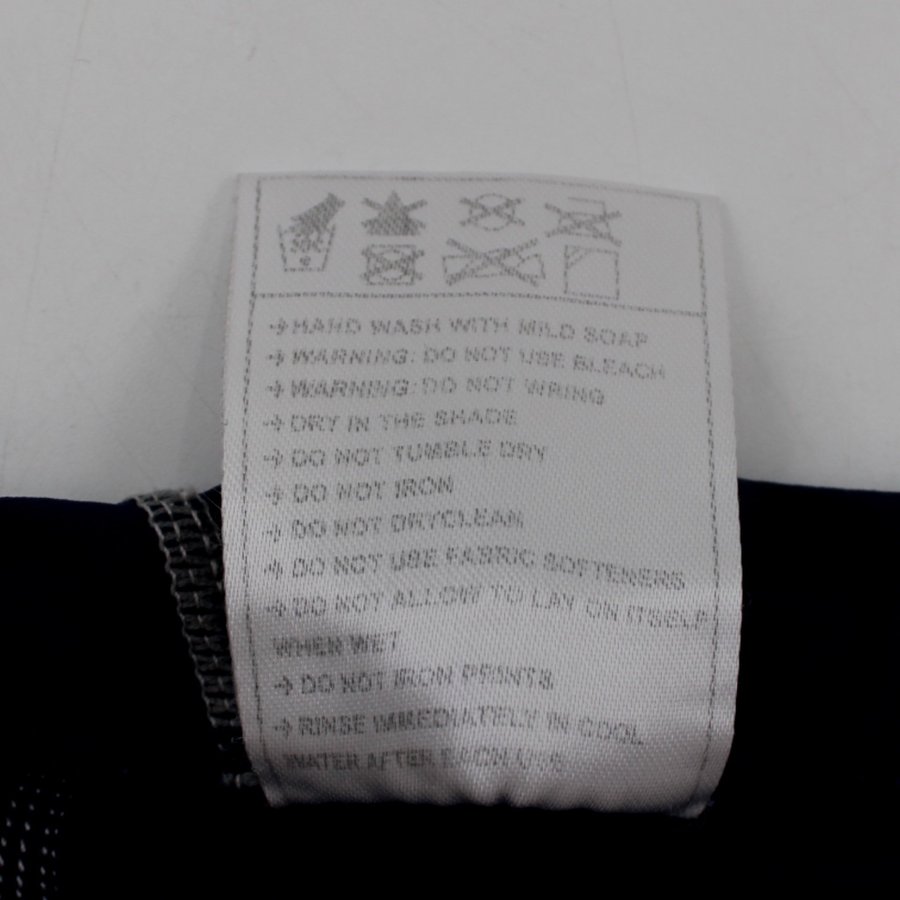 →HAND WASH WITH MILD SOAP
→WARNING: DO NOT USE BLEACH
→WARNING: DO NOT WRING
→DRY IN THE SHADE
→DO NOT TUMBLE DRY
→DO NOT IRON
→DO NOT DRYCLEAN
→DO NOT USE FABRIC SOFTENERS
→DO NOT ALLOW TO LAY ON ITSELF
WHEN WET
→DO NOT IRON PRINTS
→RINSE IMMEDIATELY IN COOL
WATER AFTER EACH USE